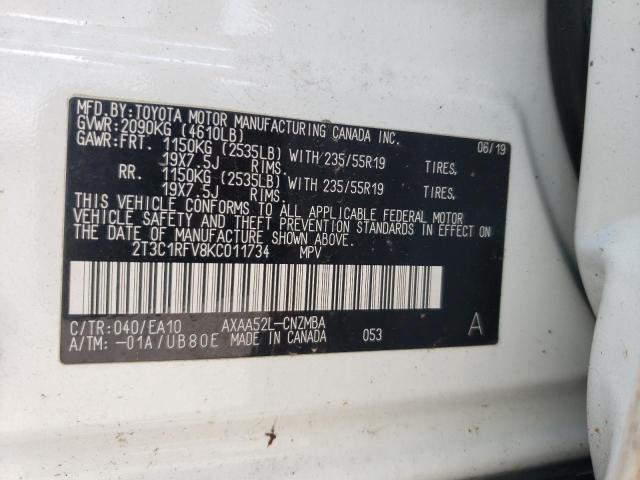 MFD.BY:TOYOTA MOTOR MANUFACTURING CANADA INC.
GVWR:2090KG (4610LB) 06/19
GAWR:FRT. 1150KG (2535LB) WITH 235/55R19 TIRES,
19X7.5J RIMS.
RR. 1150KG (2535LB) WITH 235/55R19 TIRES,
19X7.5J RIMS.
THIS VEHICLE CONFORMS TO ALL APPLICABLE FEDERAL MOTOR
VEHICLE SAFETY AND THEFT PREVENTION STANDARDS IN EFFECT ON
THE DATE OF MANUFACTURE SHOWN ABOVE.
2T3C1RFV8KC011734 MPV
C/TR:040/EA10 AXAA52L-CNZMBA A
A/TM:-01A/UB80E MADE IN CANADA 053